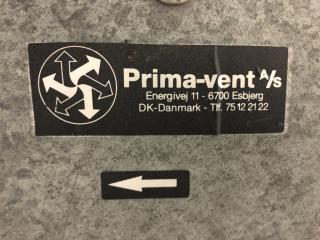 Prima-vent A/s
Energivej 11 - 6700 Esbjerg
DK-Danmark - Tlf. 75 12 21 22